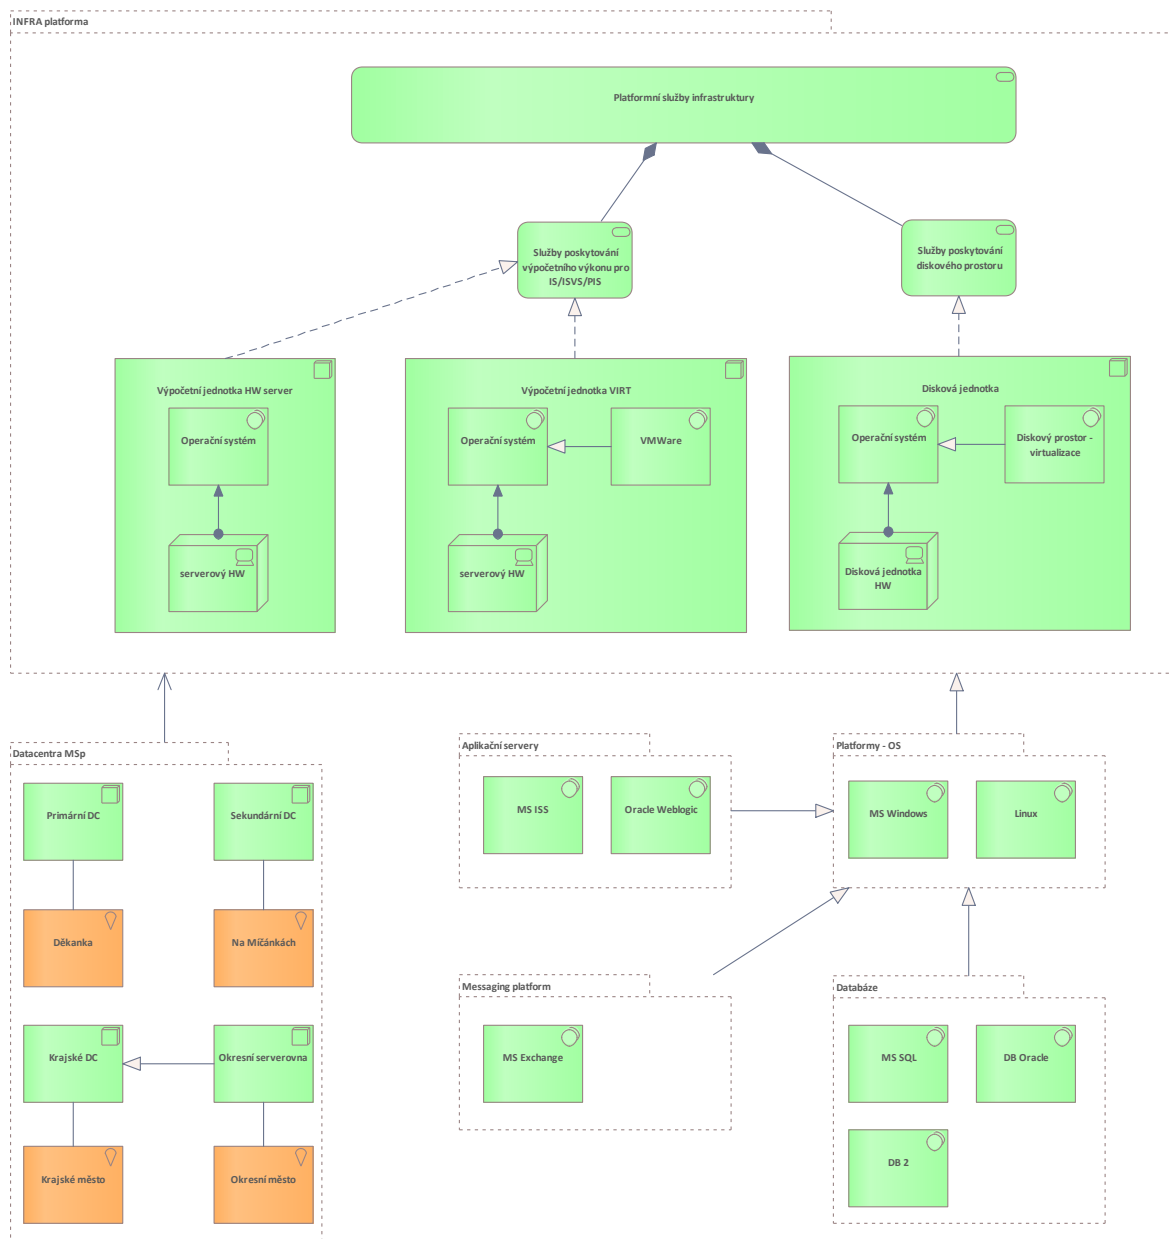 INFRA platforma
Platformní služby infrastruktury
Služby poskytování
výpočetního výkonu pro
IS/ISVS/PIS
Služby poskytování
diskového prostoru
Výpočetní jednotka HW server
Operační systém
serverový HW
Výpočetní jednotka VIRT
Operační systém
VMWare
serverový HW
Disková jednotka
Operační systém
Diskový prostor -
virtualizace
Disková jednotka
HW
Datacentra MSp
Primární DC
Sekundární DC
Děkanka
Na Míčánkách
Krajské DC
Okresní serverovna
Krajské město
Okresní město
Aplikační servery
MS ISS
Oracle Weblogic
Platformy - OS
MS Windows
Linux
Messaging platform
MS Exchange
Databáze
MS SQL
DB Oracle
DB 2